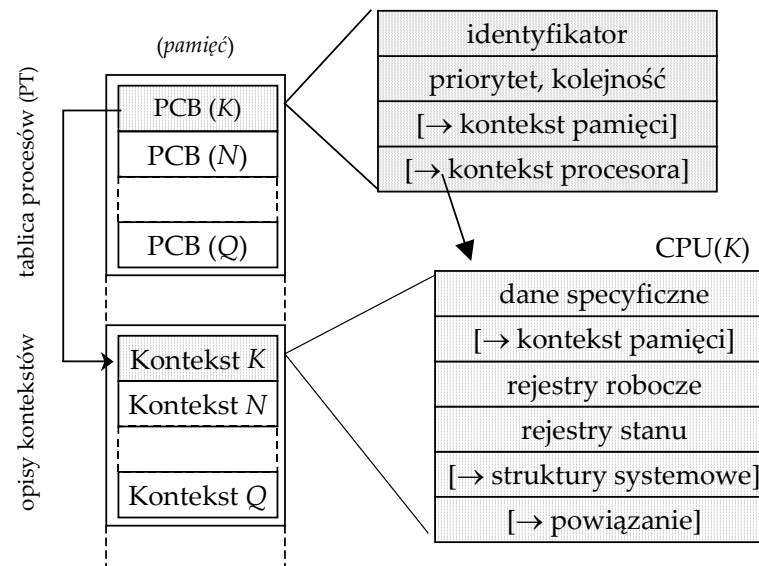 (pamięć)
tablica procesów (PT)
PCB (K)
PCB (N)
PCB (Q)
identyfikator
priorytet, kolejność
[→ kontekst pamięci]
[→ kontekst procesora]
CPU(K)
opisy kontekstów
Kontekst K
Kontekst N
Kontekst Q
dane specyficzne
[→ kontekst pamięci]
rejestry robocze
rejestry stanu
[→ struktury systemowe]
[→ powiązanie]